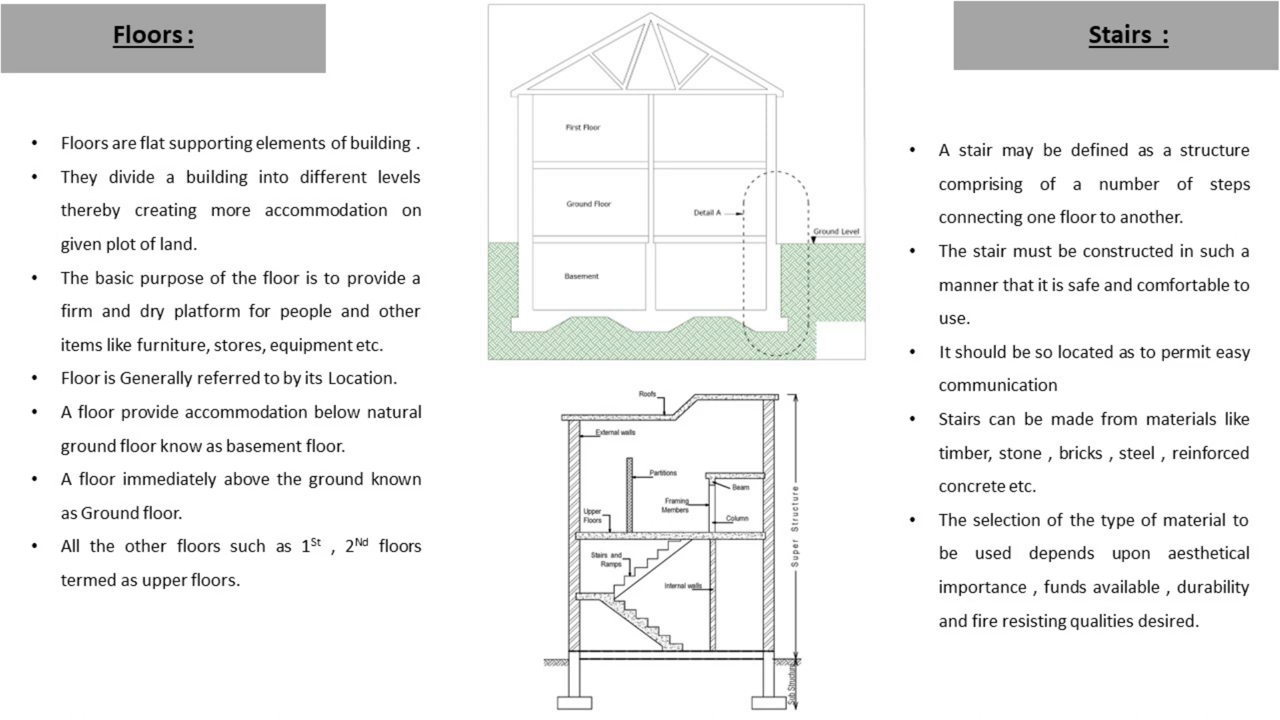 Floors :
• Floors are flat supporting elements of building .
• They divide a building into different levels
thereby creating more accommodation on
given plot of land.
• The basic purpose of the floor is to provide a
firm and dry platform for people and other
items like furniture, stores, equipment etc.
• Floor is Generally referred to by its Location.
• A floor provide accommodation below natural
ground floor know as basement floor.
• A floor immediately above the ground known
as Ground floor.
• All the other floors such as 1St , 2Nd floors
termed as upper floors.
First Floor
Ground Floor
Detail A
Ground Level
Basement
Roofs
External walls
Partitions
Beam
Framing
Members
Column
Upper
Floors
Stairs and
Ramps
Internal walls
Super Structure
Sub Structure
Stairs :
• A stair may be defined as a structure
comprising of a number of steps
connecting one floor to another.
• The stair must be constructed in such a
manner that it is safe and comfortable to
use.
• It should be so located as to permit easy
communication
• Stairs can be made from materials like
timber, stone , bricks , steel , reinforced
concrete etc.
• The selection of the type of material to
be used depends upon aesthetical
importance , funds available , durability
and fire resisting qualities desired.